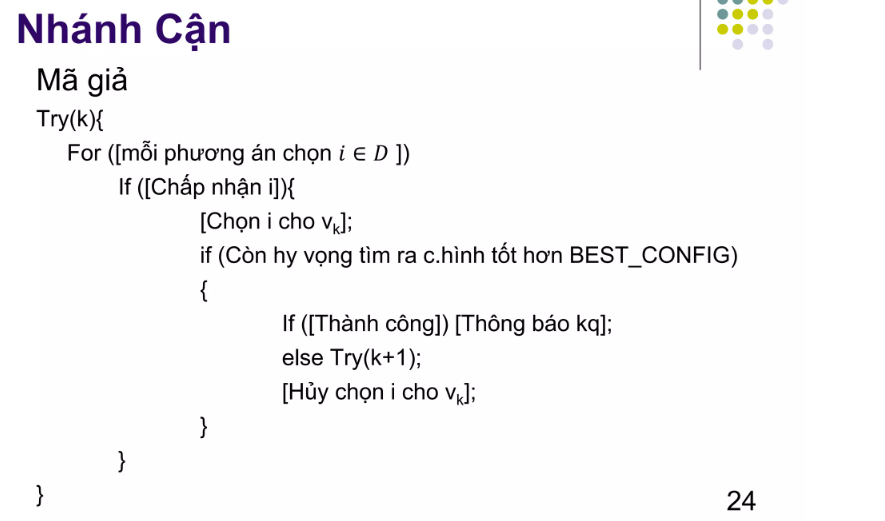 Nhánh Cận
Mã giả
Try(k){
For ([mỗi phương án chọn i ∈ D ])
If ([Chấp nhận i]){
[Chọn i cho vk];
if (Còn hy vọng tìm ra c.hình tốt hơn BEST_CONFIG)
{
If ([Thành công]) [Thông báo kq];
else Try(k+1);
[Hủy chọn i cho vk];
}
}
}
24